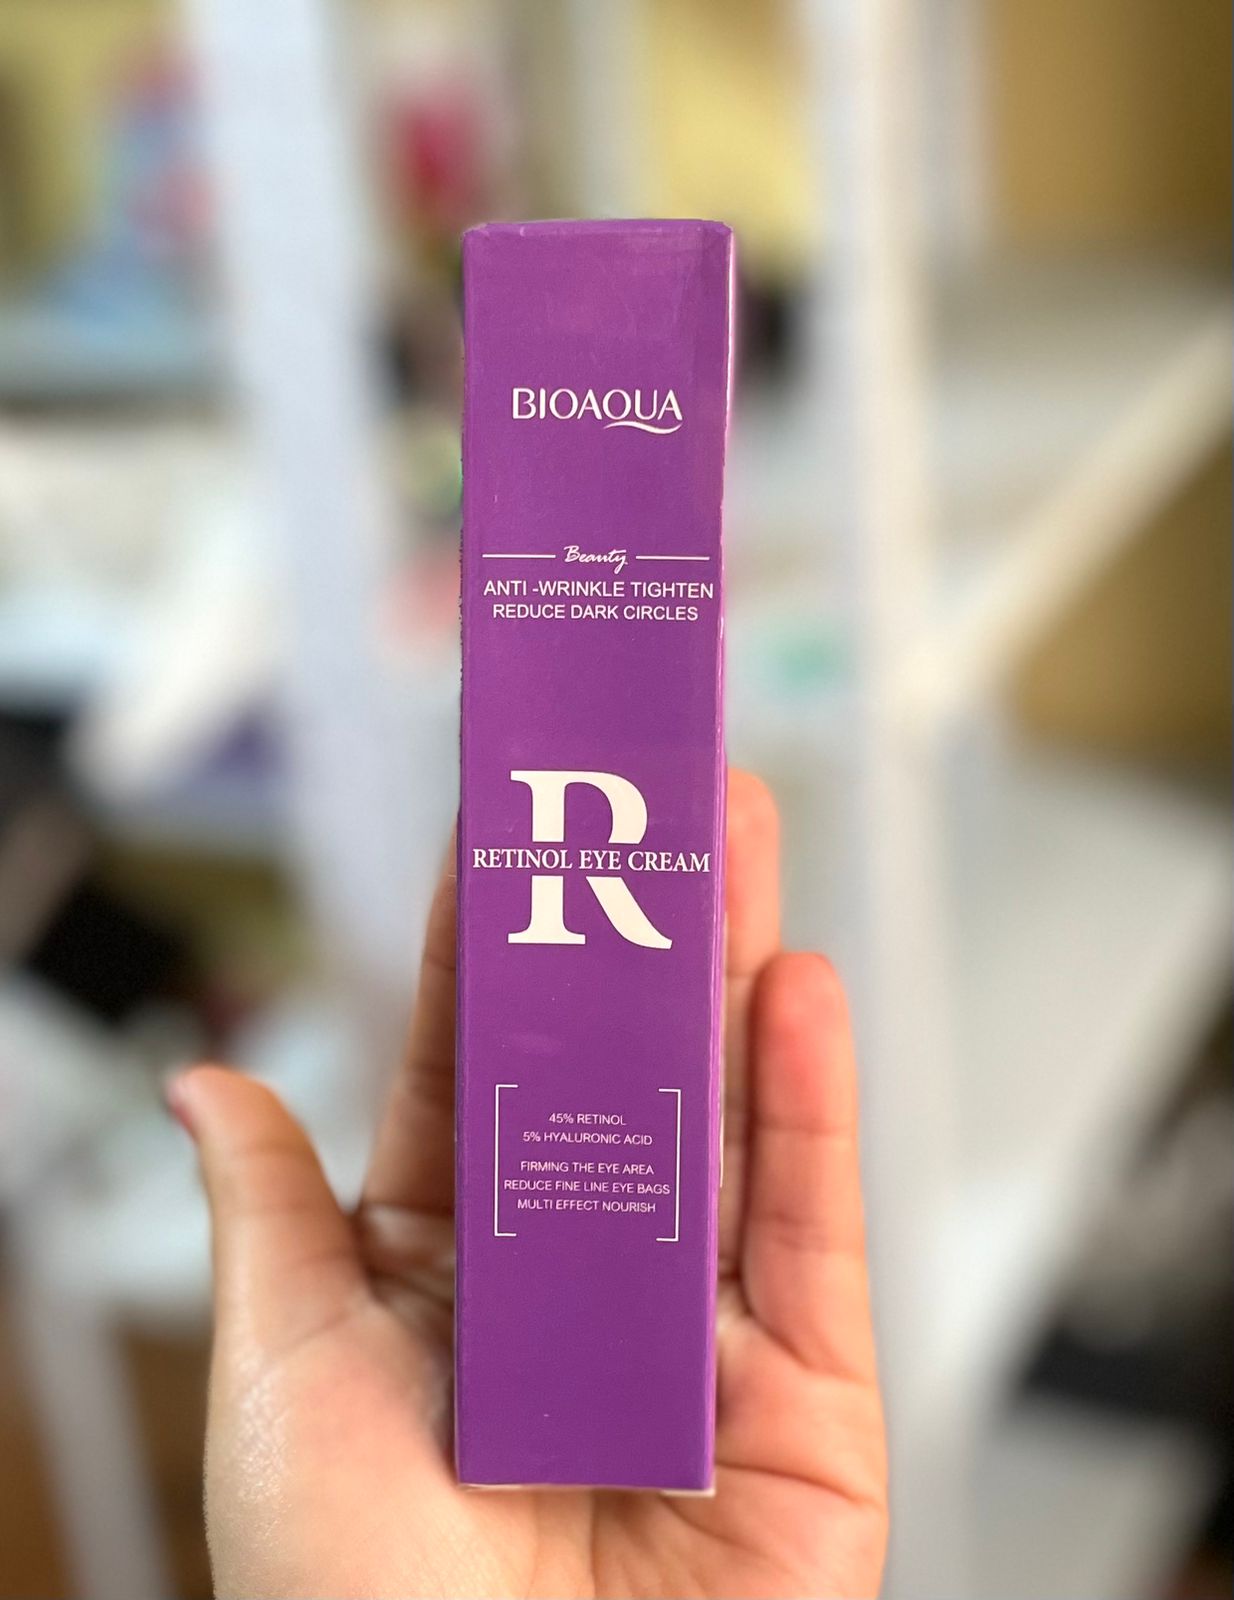 BIOAQUA
Beauty
ANTI -WRINKLE TIGHTEN
REDUCE DARK CIRCLES
R
RETINOL EYE CREAM
45% RETINOL
5% HYALURONIC ACID
FIRMING THE EYE AREA
REDUCE FINE LINE EYE BAGS
MULTI EFFECT NOURISH